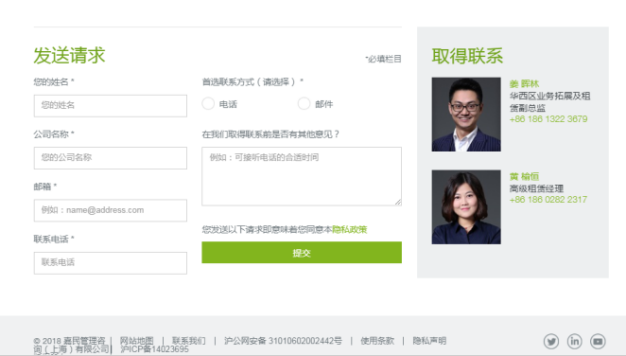 发送请求
*必填栏目
您的姓名 *
您的姓名
公司名称 *
您的公司名称
邮箱 *
例如：name@address.com
联系电话 *
联系电话
首选联系方式（请选择） *
电话
邮件
在我们取得联系前是否有其他意见？
例如：可接听电话的合适时间
您发送以下请求即意味着您同意本隐私政策
提交
取得联系
姜 辉林
华西区业务拓展及租
赁副总监
+86 186 1322 3679
黄 榆恒
高级租赁经理
+86 186 0282 2317
© 2018 嘉民管理咨 | 网站地图 | 联系我们 | 沪公网安备 31010602002442号 | 使用条款 | 隐私声明
询（上海）有限公司| 沪ICP备14023695